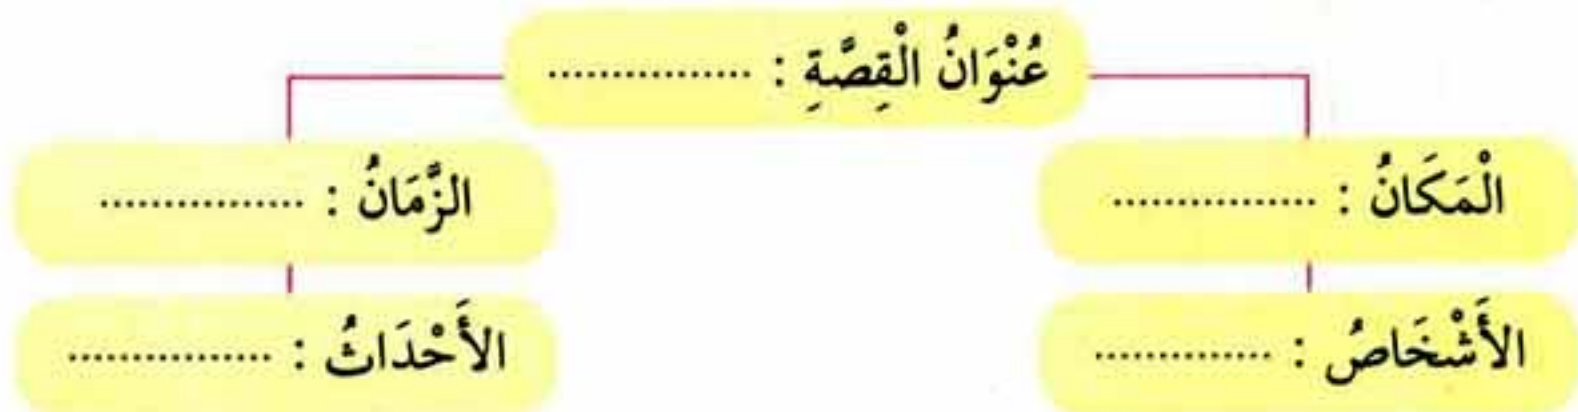 عُنْوَانُ الْقِصَّةِ : ................
الْمَكَانُ : ................
الزَّمَانُ : ................
الأَشْخَاصُ : ..............
الأَحْدَاثُ : ................